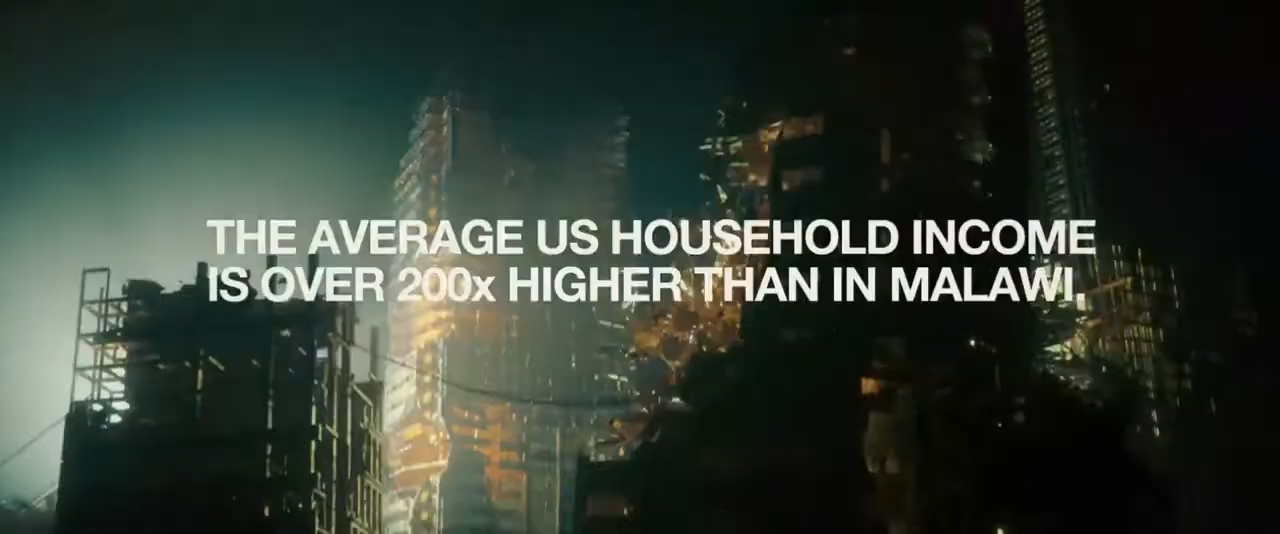 THE AVERAGE US HOUSEHOLD INCOME
IS OVER 200x HIGHER THAN IN MALAWI.